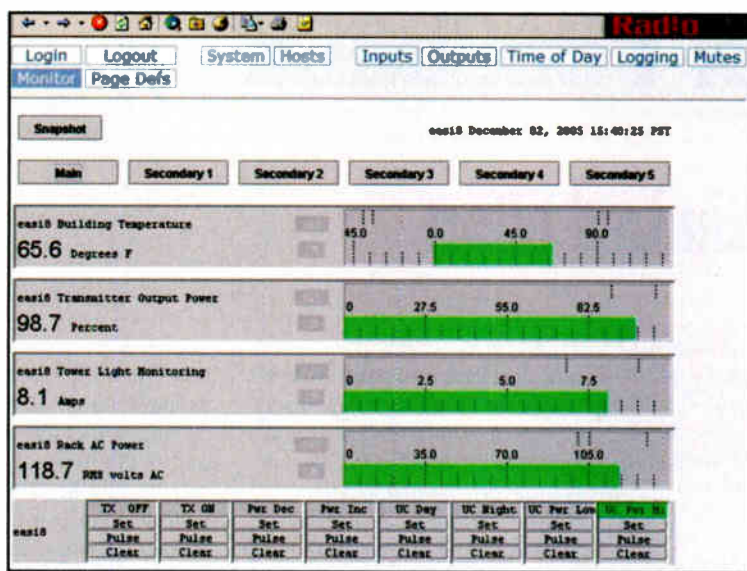 Radio
Login Logout System Hosts Inputs Outputs Time of Day Logging Mutes
Monitor Page Defs
Snapshot
easi8 December 02, 2005 15:40:25 PST
Main Secondary 1 Secondary 2 Secondary 3 Secondary 4 Secondary 5
easi8 Building Temperature
65.6 Degrees F
45.0 0.0 45.0 90.0
easi8 Transmitter Output Power
98.7 Percent
0 27.5 55.0 82.5
easi8 Tower Light Monitoring
8.1 Amps
0 2.5 5.0 7.5
easi8 Rack AC Power
118.7 RMS volts AC
0 35.0 70.0 105.0
easi8
TX OFF TX ON Pwr Dec Pwr Inc UC Day UC Night UC Pwr Low UC Pwr Hi
Set Set Set Set Set Set Set Set
Pulse Pulse Pulse Pulse Pulse Pulse Pulse Pulse
Clear Clear Clear Clear Clear Clear Clear Clear